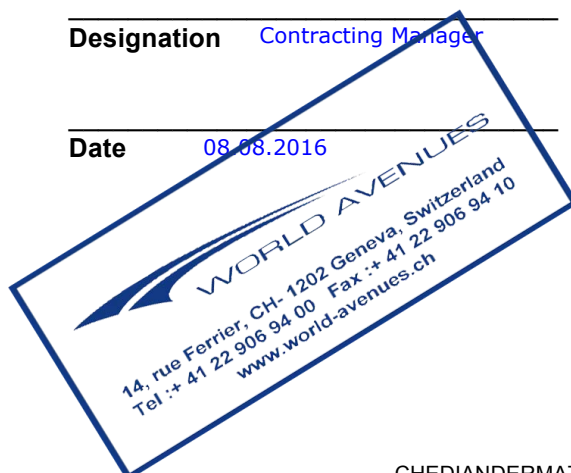 Designation Contracting Manager
Date 08.08.2016
WORLD AVENUES
14, rue Ferrier, CH- 1202 Geneva, Switzerland
Tel :+ 41 22 906 94 00 Fax :+ 41 22 906 94 10
www.world-avenues.ch
CHEDIANDERMAT